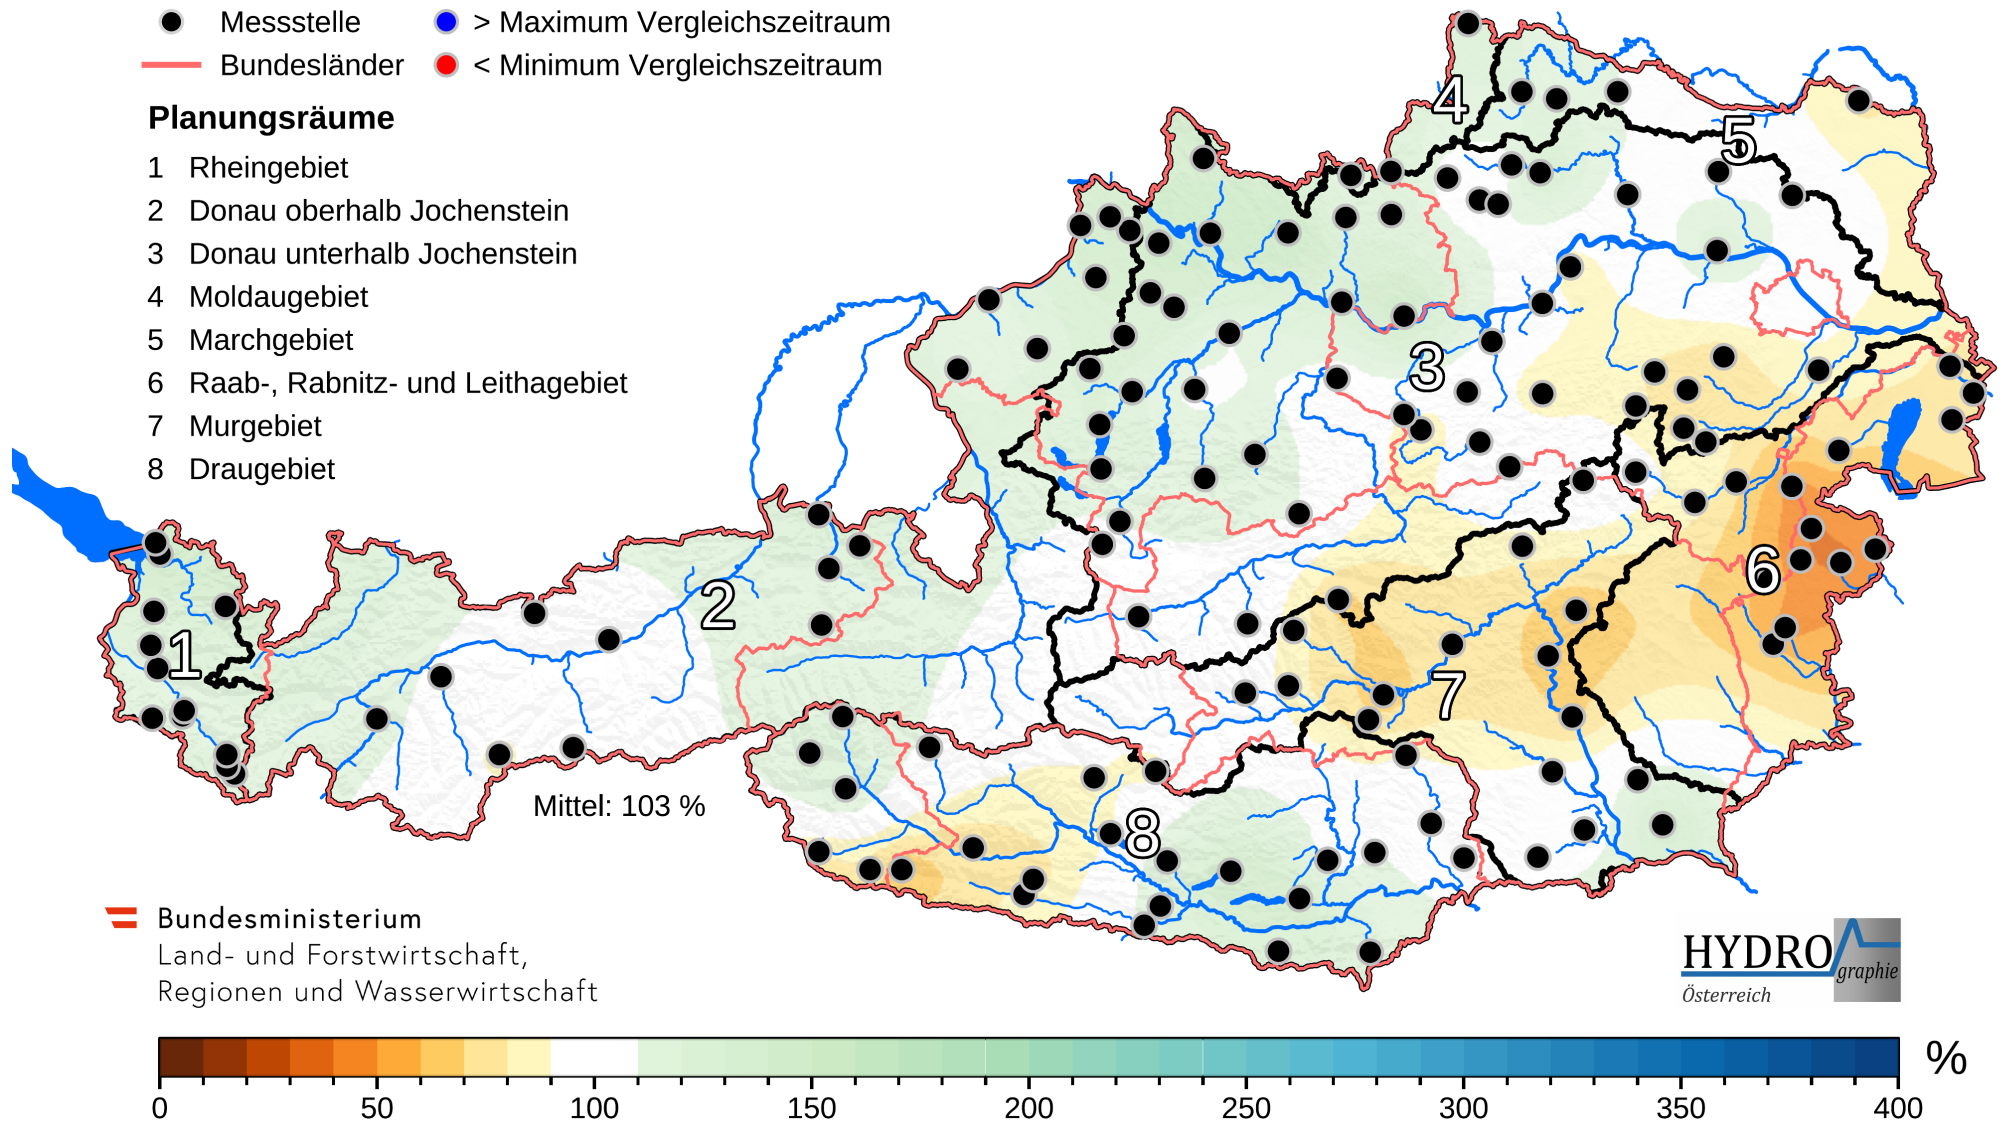 Messstelle
> Maximum Vergleichszeitraum
Bundesländer
< Minimum Vergleichszeitraum
Planungsräume
1 Rheingebiet
2 Donau oberhalb Jochenstein
3 Donau unterhalb Jochenstein
4 Moldaugebiet
5 Marchgebiet
6 Raab-, Rabnitz- und Leithagebiet
7 Murgebiet
8 Draugebiet
4
5
3
6
2
1
7
8
Mittel: 103 %
Bundesministerium
Land- und Forstwirtschaft,
Regionen und Wasserwirtschaft
HYDRO
graphie
Österreich
%
0 50 100 150 200 250 300 350 400